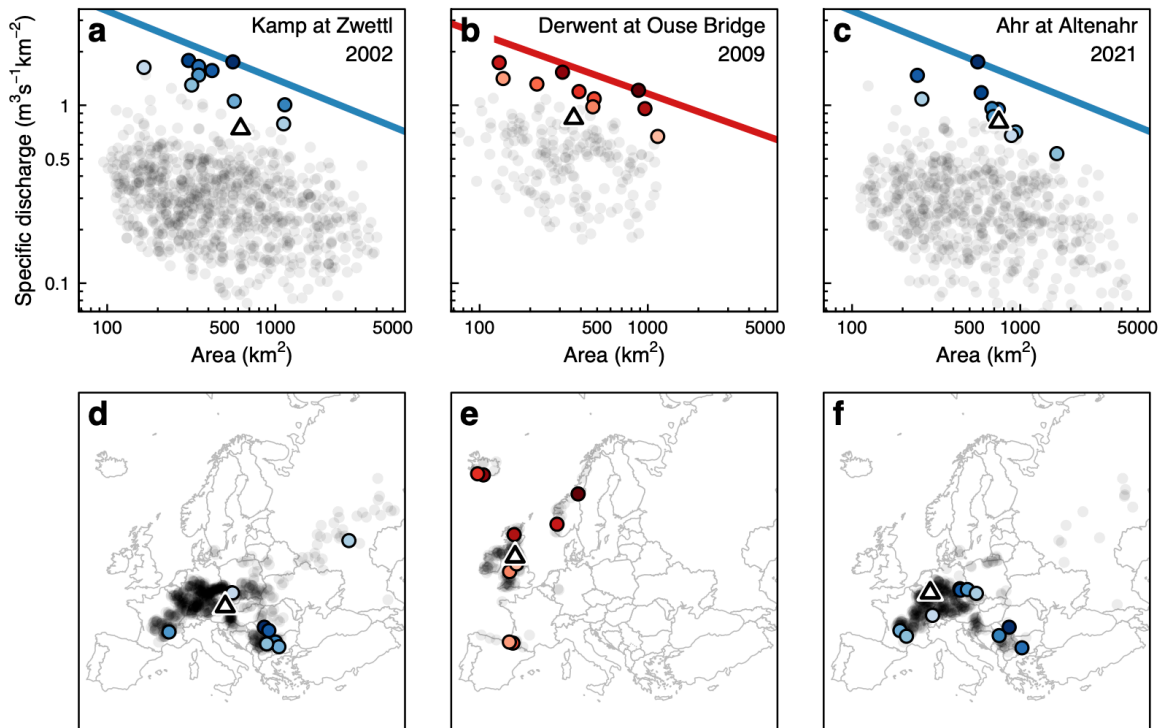 a
Kamp at Zwettl
2002
b
Derwent at Ouse Bridge
2009
c
Ahr at Altenahr
2021
Specific discharge (m³s⁻¹km⁻²)
1
0.5
0.1
100
500
1000
5000
100
500
1000
5000
100
500
1000
5000
Area (km²)
Area (km²)
Area (km²)
d
e
f